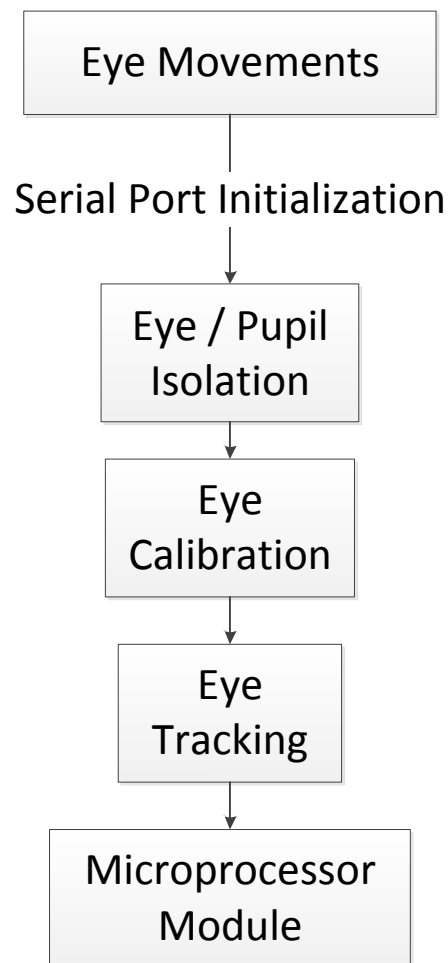 Eye Movements
Serial Port Initialization
Eye / Pupil
Isolation
Eye
Calibration
Eye
Tracking
Microprocessor
Module